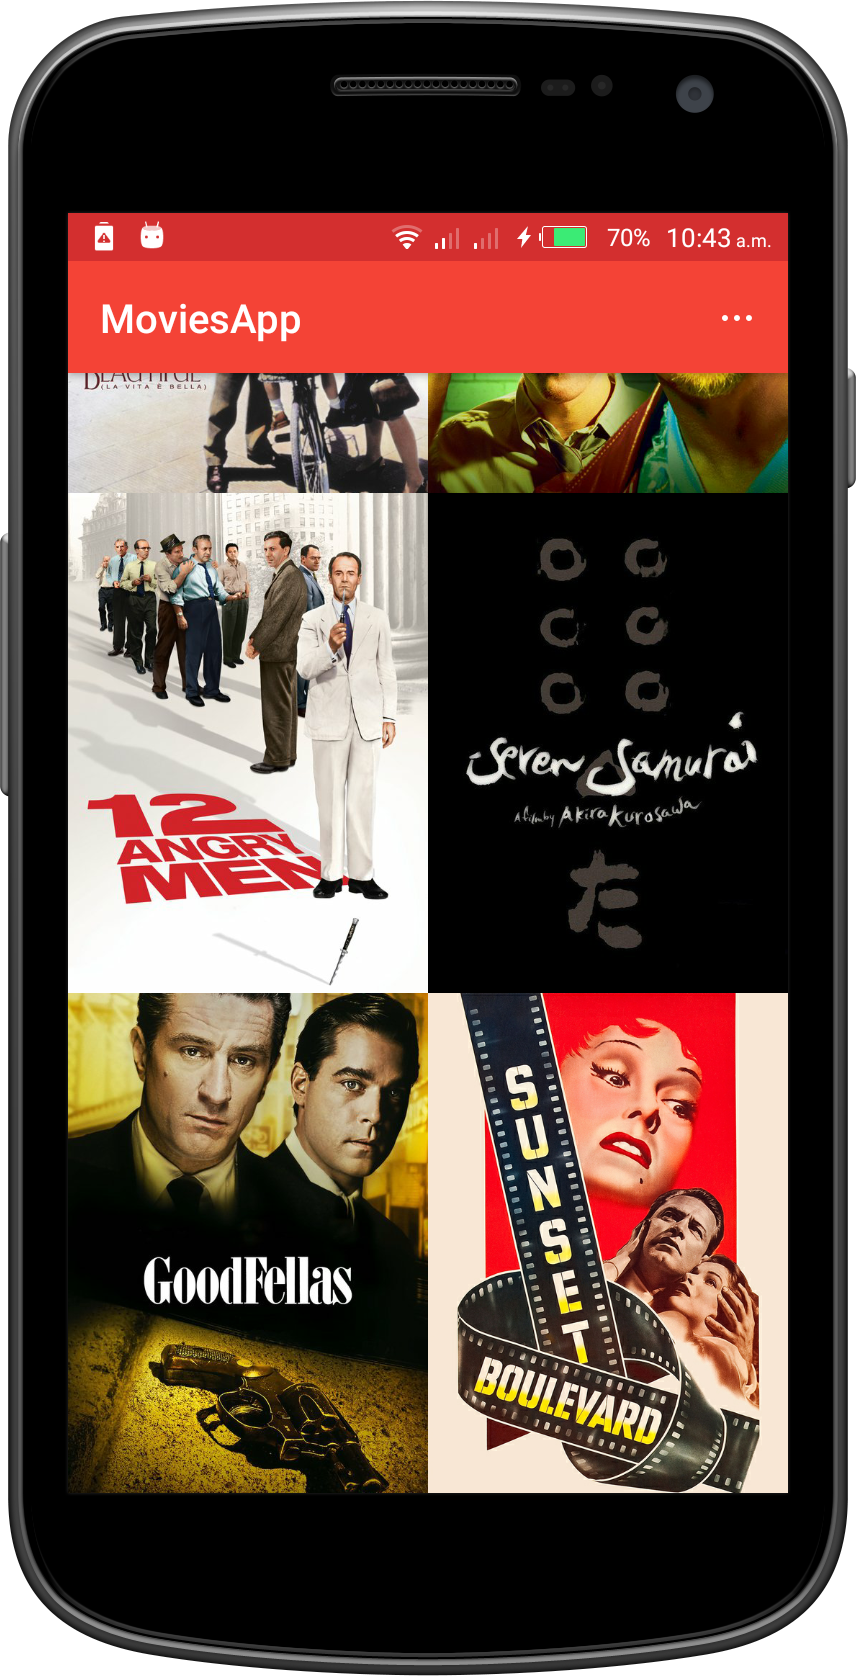 70% 10:43 a.m.
MoviesApp
BEAUTIFUL
(LA VITA È BELLA)
12
ANGRY
MEN
Seven Samurai
A film by Akira Kurosawa
た
GoodFellas
SUNSET
BOULEVARD